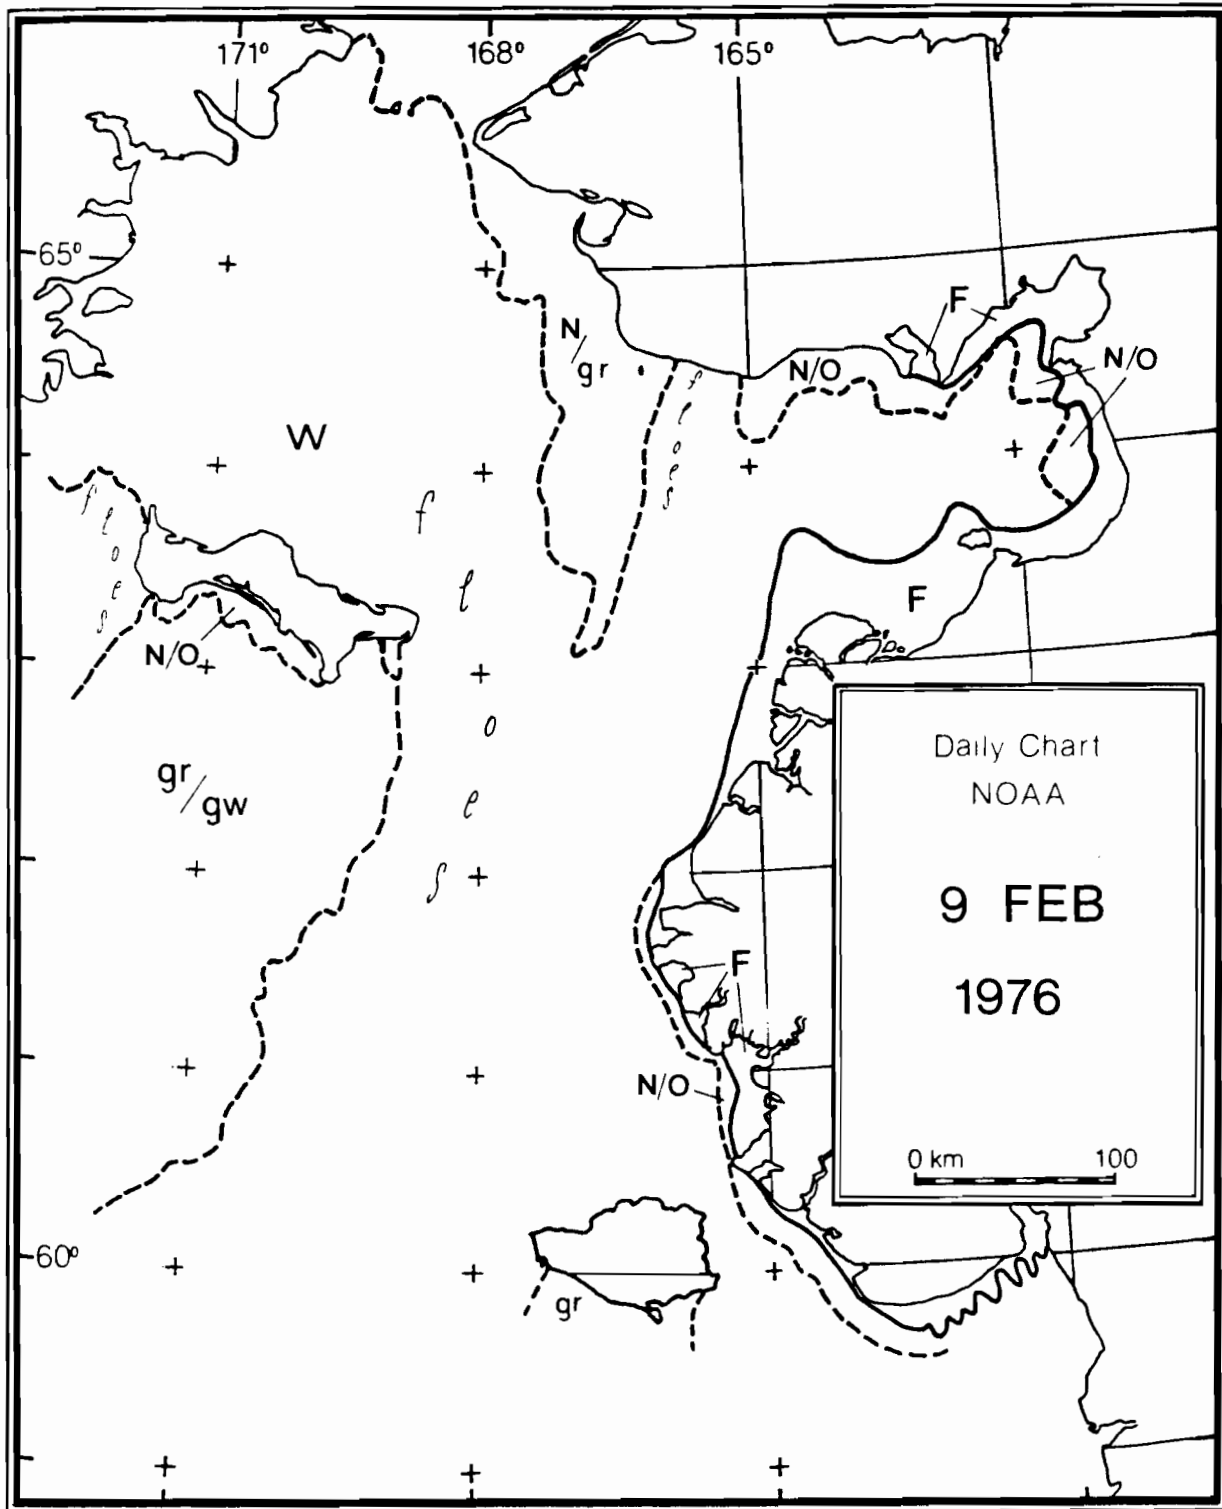 171° 168° 165°
65°
F
N/O
N/gr
N/O
floes
W
floes
floes
F
N/O
gr/gw
Daily Chart
NOAA
9 FEB
1976
F
N/O
0 km 100
60°
gr